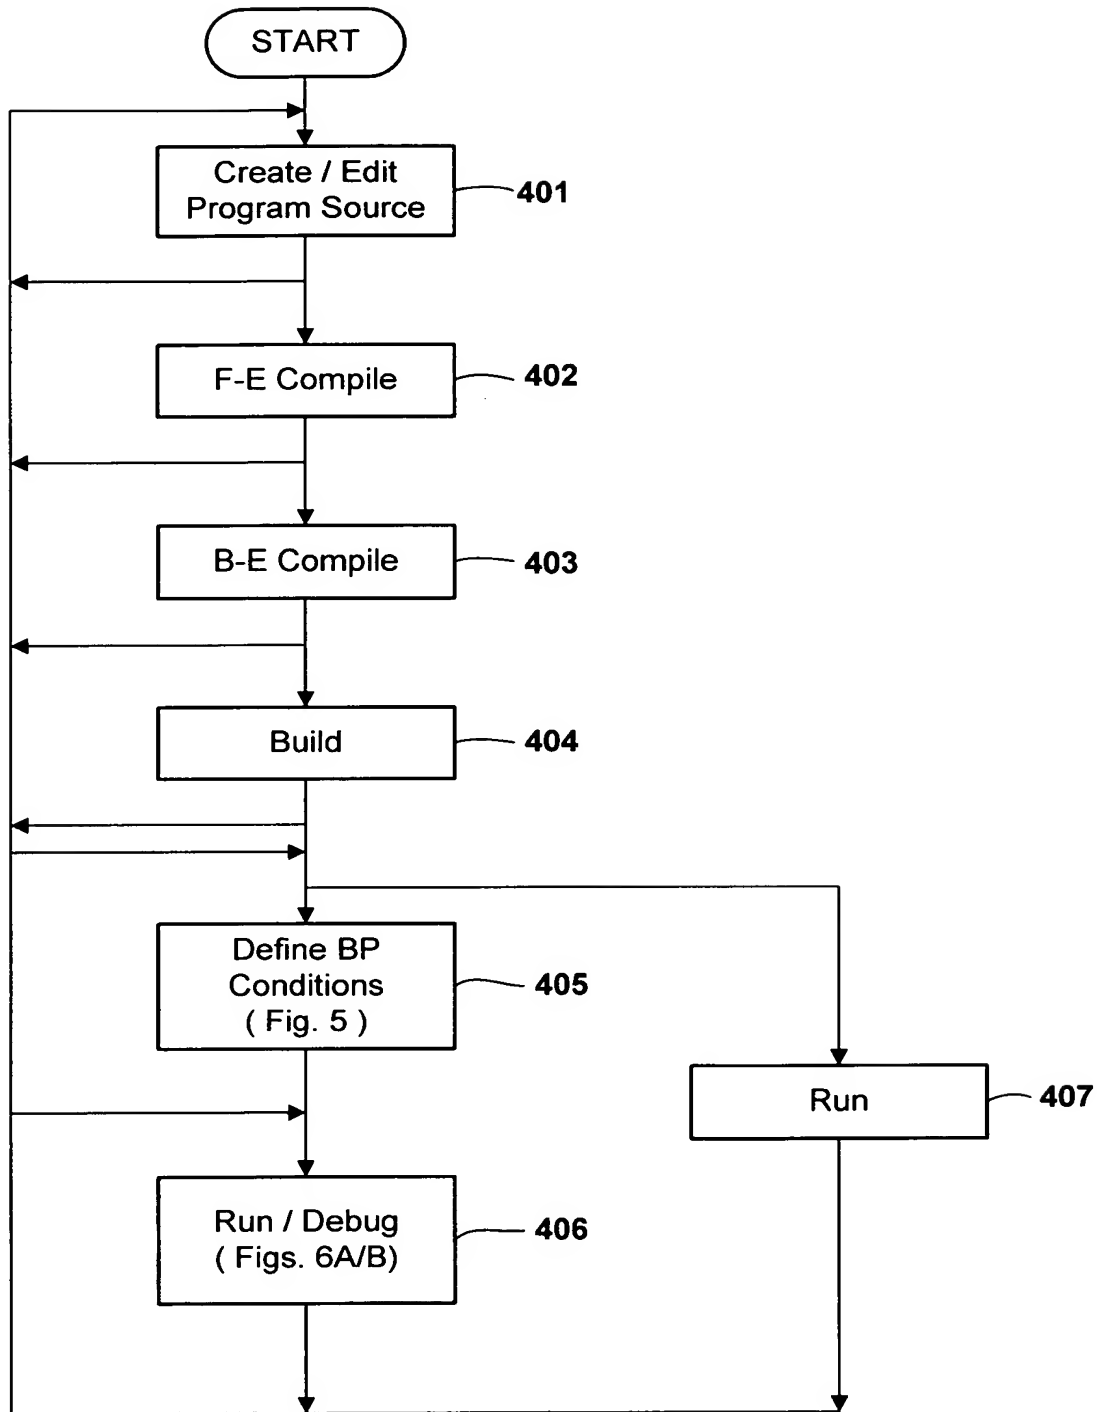 START
Create / Edit
Program Source
401
F-E Compile
402
B-E Compile
403
Build
404
Define BP
Conditions
( Fig. 5 )
405
Run
407
Run / Debug
( Figs. 6A/B)
406